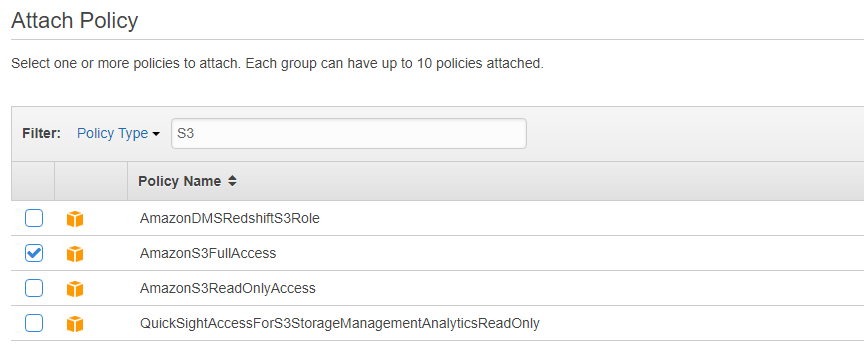 Attach Policy
Select one or more policies to attach. Each group can have up to 10 policies attached.
Filter: Policy Type S3
Policy Name
AmazonDMSRedshiftS3Role
AmazonS3FullAccess
AmazonS3ReadOnlyAccess
QuickSightAccessForS3StorageManagementAnalyticsReadOnly